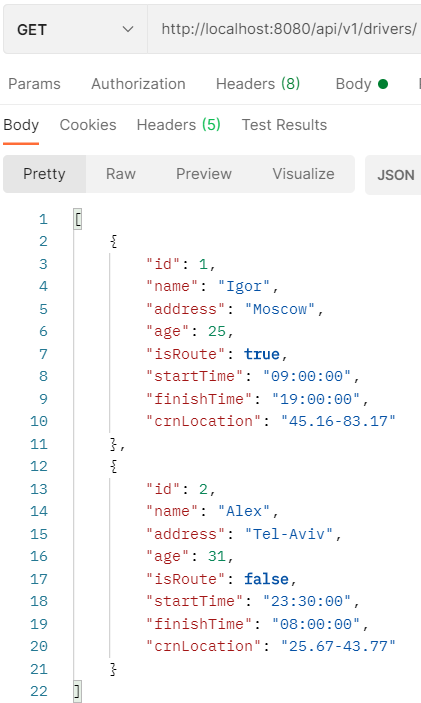 GET http://localhost:8080/api/v1/drivers/
Params Authorization Headers (8) Body
Body Cookies Headers (5) Test Results
Pretty Raw Preview Visualize JSON
1 [
2 {
3 "id": 1,
4 "name": "Igor",
5 "address": "Moscow",
6 "age": 25,
7 "isRoute": true,
8 "startTime": "09:00:00",
9 "finishTime": "19:00:00",
10 "crnLocation": "45.16-83.17"
11 },
12 {
13 "id": 2,
14 "name": "Alex",
15 "address": "Tel-Aviv",
16 "age": 31,
17 "isRoute": false,
18 "startTime": "23:30:00",
19 "finishTime": "08:00:00",
20 "crnLocation": "25.67-43.77"
21 }
22 ]